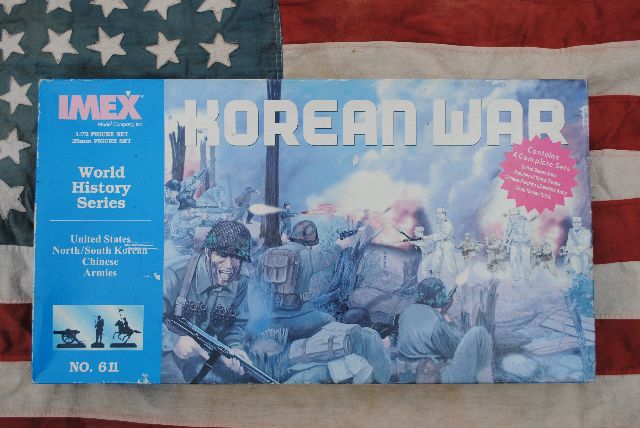 IMEX
Model Company, Inc.
1:72 FIGURE SET
25mm FIGURE SET
World
History
Series
United States
North/South Korean
Chinese
Armies
NO. 611
KOREAN WAR
Contains
4 Complete Sets